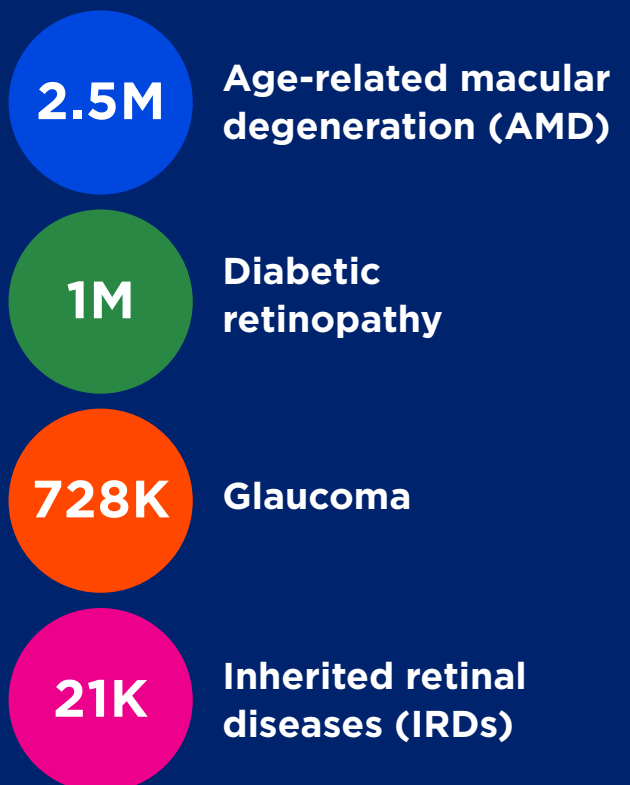 2.5M
Age-related macular
degeneration (AMD)
1M
Diabetic
retinopathy
728K
Glaucoma
21K
Inherited retinal
diseases (IRDs)